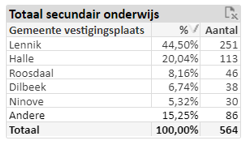 Totaal secundair onderwijs
Gemeente vestigingsplaats % Aantal
Lennik 44,50% 251
Halle 20,04% 113
Roosdaal 8,16% 46
Dilbeek 6,74% 38
Ninove 5,32% 30
Andere 15,25% 86
Totaal 100,00% 564